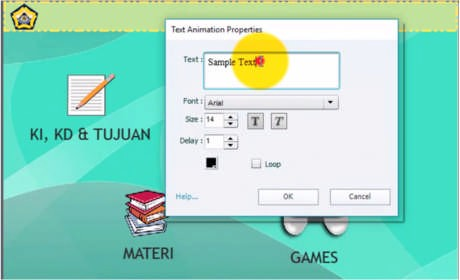 Text Animation Properties
Text :
Sample Text
Font :
Arial
Size :
14
T
T
Delay :
1
Loop
Help...
OK
Cancel
KI, KD & TUJUAN
MATERI
GAMES